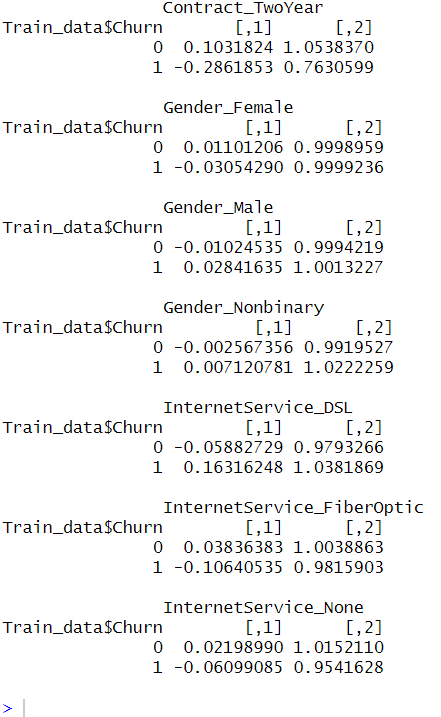 Contract_TwoYear
Train_data$Churn [,1] [,2]
0 0.1031824 1.0538370
1 -0.2861853 0.7630599
Gender_Female
Train_data$Churn [,1] [,2]
0 0.01101206 0.9998959
1 -0.03054290 0.9999236
Gender_Male
Train_data$Churn [,1] [,2]
0 -0.01024535 0.9994219
1 0.02841635 1.0013227
Gender_Nonbinary
Train_data$Churn [,1] [,2]
0 -0.002567356 0.9919527
1 0.007120781 1.0222259
InternetService_DSL
Train_data$Churn [,1] [,2]
0 -0.05882729 0.9793266
1 0.16316248 1.0381869
InternetService_FiberOptic
Train_data$Churn [,1] [,2]
0 0.03836383 1.0038863
1 -0.10640535 0.9815903
InternetService_None
Train_data$Churn [,1] [,2]
0 0.02198990 1.0152110
1 -0.06099085 0.9541628
>